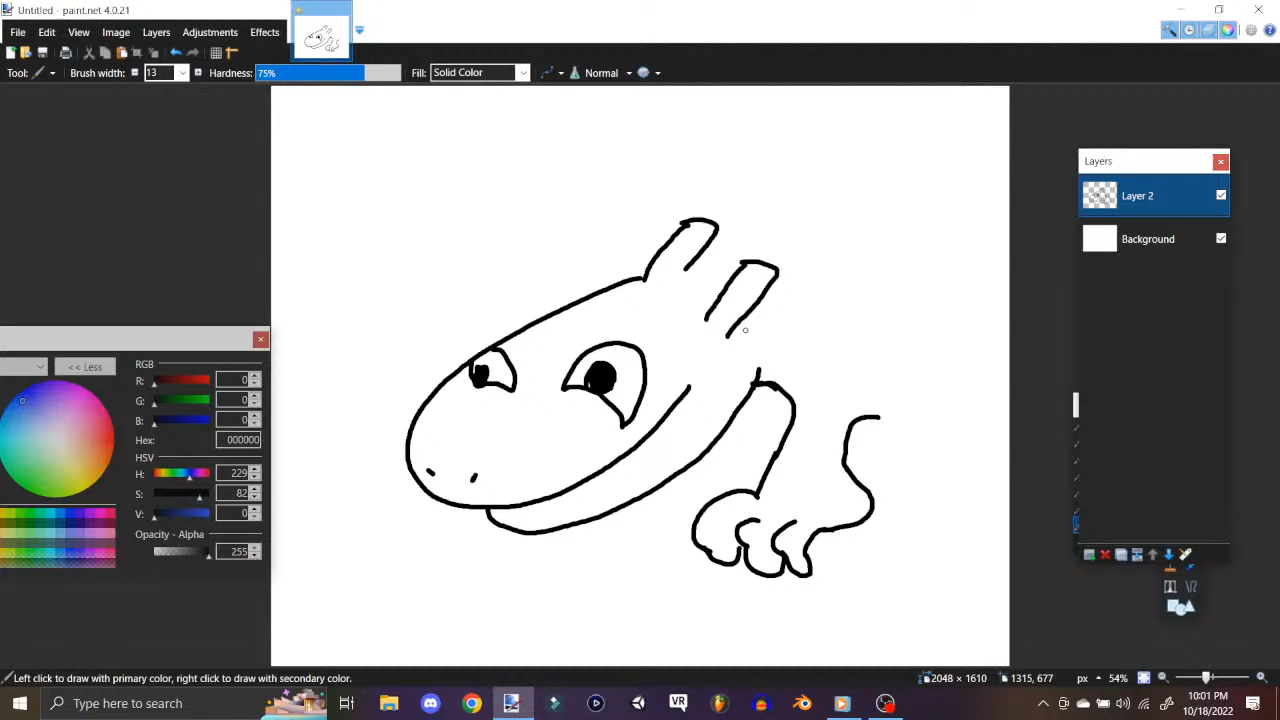 Untitled - paint.net 4.0.21
File Edit View Image Layers Adjustments Effects
Tool: Brush width: 13 Hardness: 75% Fill: Solid Color Normal
Layers
Layer 2
Background
<< Less
RGB
R: 0
G: 0
B: 0
Hex: 000000
HSV
H: 229
S: 82
V: 0
Opacity - Alpha
255
Left click to draw with primary color, right click to draw with secondary color.
2048 × 1610 1315, 677 px 54%
Type here to search
VR
10:01 PM
10/18/2022